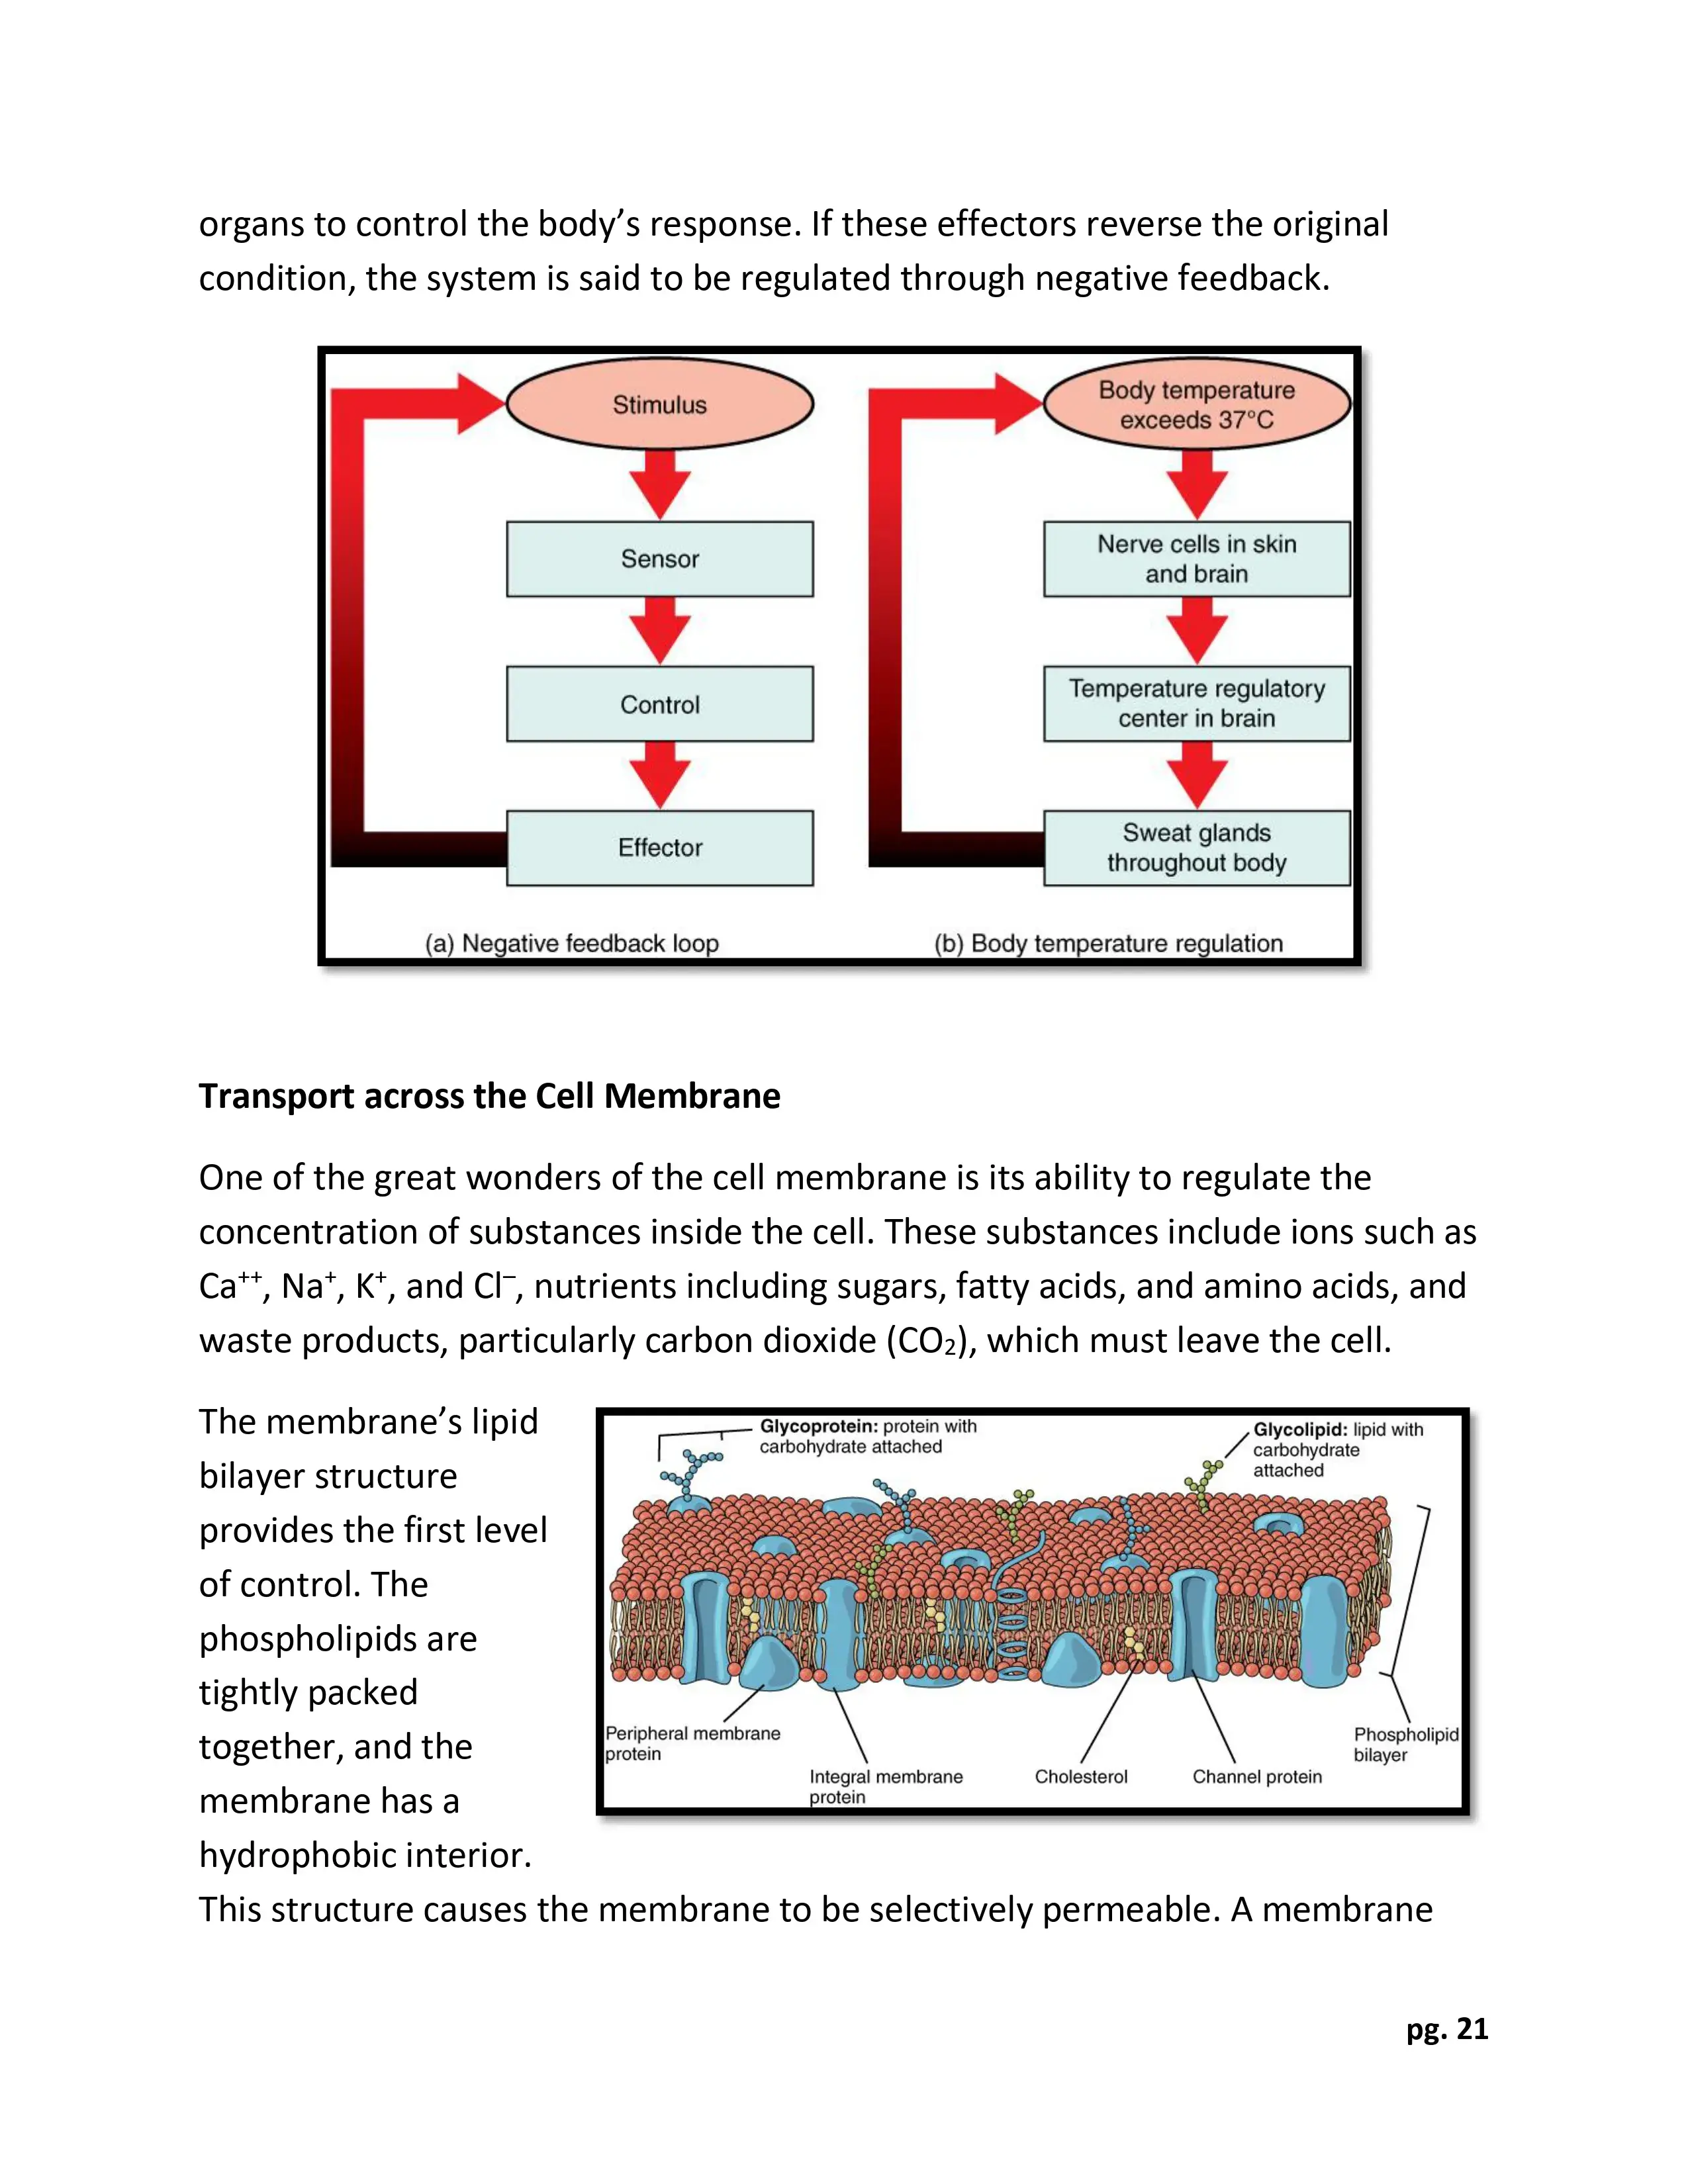 organs to control the body’s response. If these effectors reverse the original
condition, the system is said to be regulated through negative feedback.
Stimulus
Sensor
Control
Effector
(a) Negative feedback loop
Body temperature
exceeds 37°C
Nerve cells in skin
and brain
Temperature regulatory
center in brain
Sweat glands
throughout body
(b) Body temperature regulation
Transport across the Cell Membrane
One of the great wonders of the cell membrane is its ability to regulate the
concentration of substances inside the cell. These substances include ions such as
Ca⁺⁺, Na⁺, K⁺, and Cl⁻, nutrients including sugars, fatty acids, and amino acids, and
waste products, particularly carbon dioxide (CO₂), which must leave the cell.
The membrane’s lipid
bilayer structure
provides the first level
of control. The
phospholipids are
tightly packed
together, and the
membrane has a
hydrophobic interior.
Glycoprotein: protein with
carbohydrate attached
Glycolipid: lipid with
carbohydrate
attached
Peripheral membrane
protein
Integral membrane
protein
Cholesterol
Channel protein
Phospholipid
bilayer
This structure causes the membrane to be selectively permeable. A membrane
pg. 21